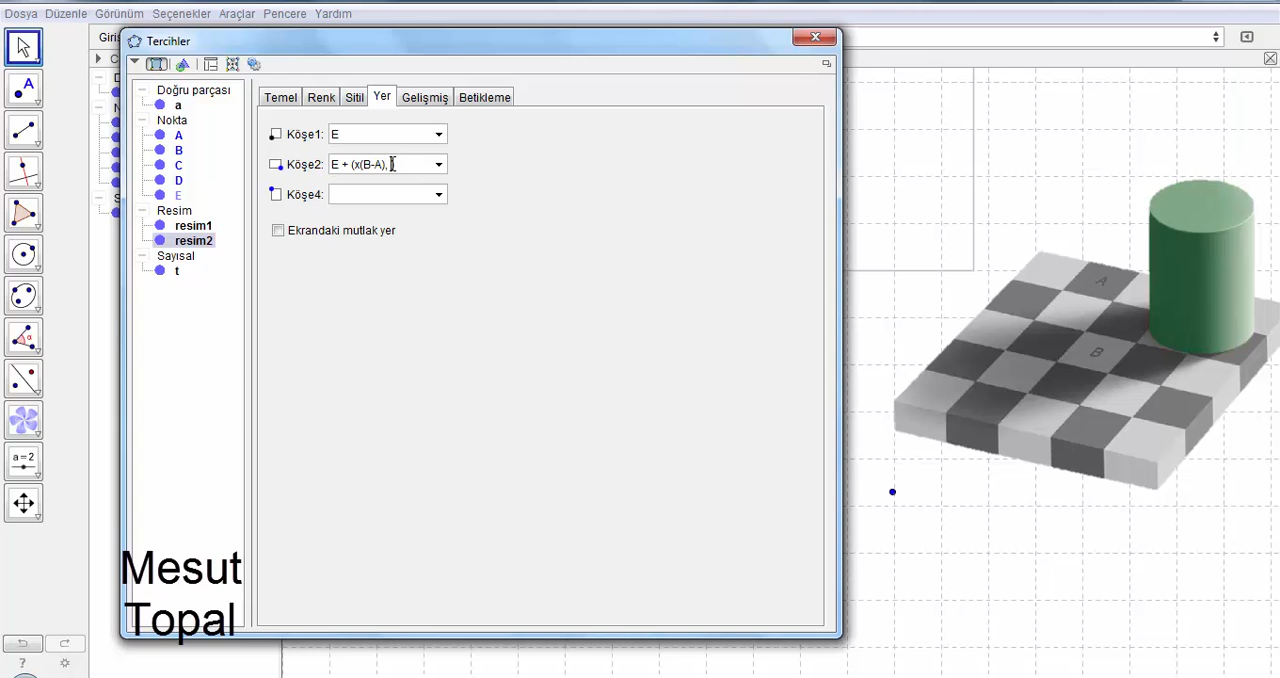 Dosya Düzenle Görünüm Seçenekler Araçlar Pencere Yardım
Tercihler
Doğru parçası
a
Nokta
A
B
C
D
E
Resim
resim1
resim2
Sayısal
t
Temel Renk Sitil Yer Gelişmiş Betikleme
Köşe1: E
Köşe2: E + (x(B-A),
Köşe4:
Ekrandaki mutlak yer
A
a=2
A
B
Mesut
Topal
?